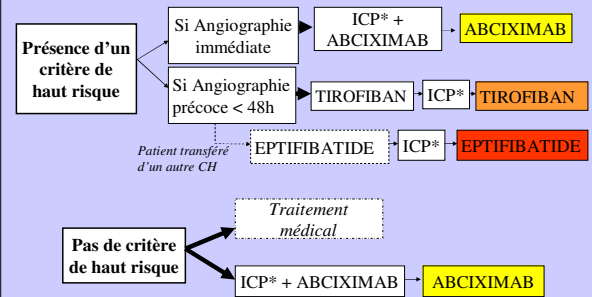 Présence d'un
critère de
haut risque
Si Angiographie
immédiate
ICP* +
ABCIXIMAB
ABCIXIMAB
Si Angiographie
précoce < 48h
TIROFIBAN
ICP*
TIROFIBAN
Patient transféré
d'un autre CH
EPTIFIBATIDE
ICP*
EPTIFIBATIDE
Pas de critère
de haut risque
Traitement
médical
ICP* + ABCIXIMAB
ABCIXIMAB